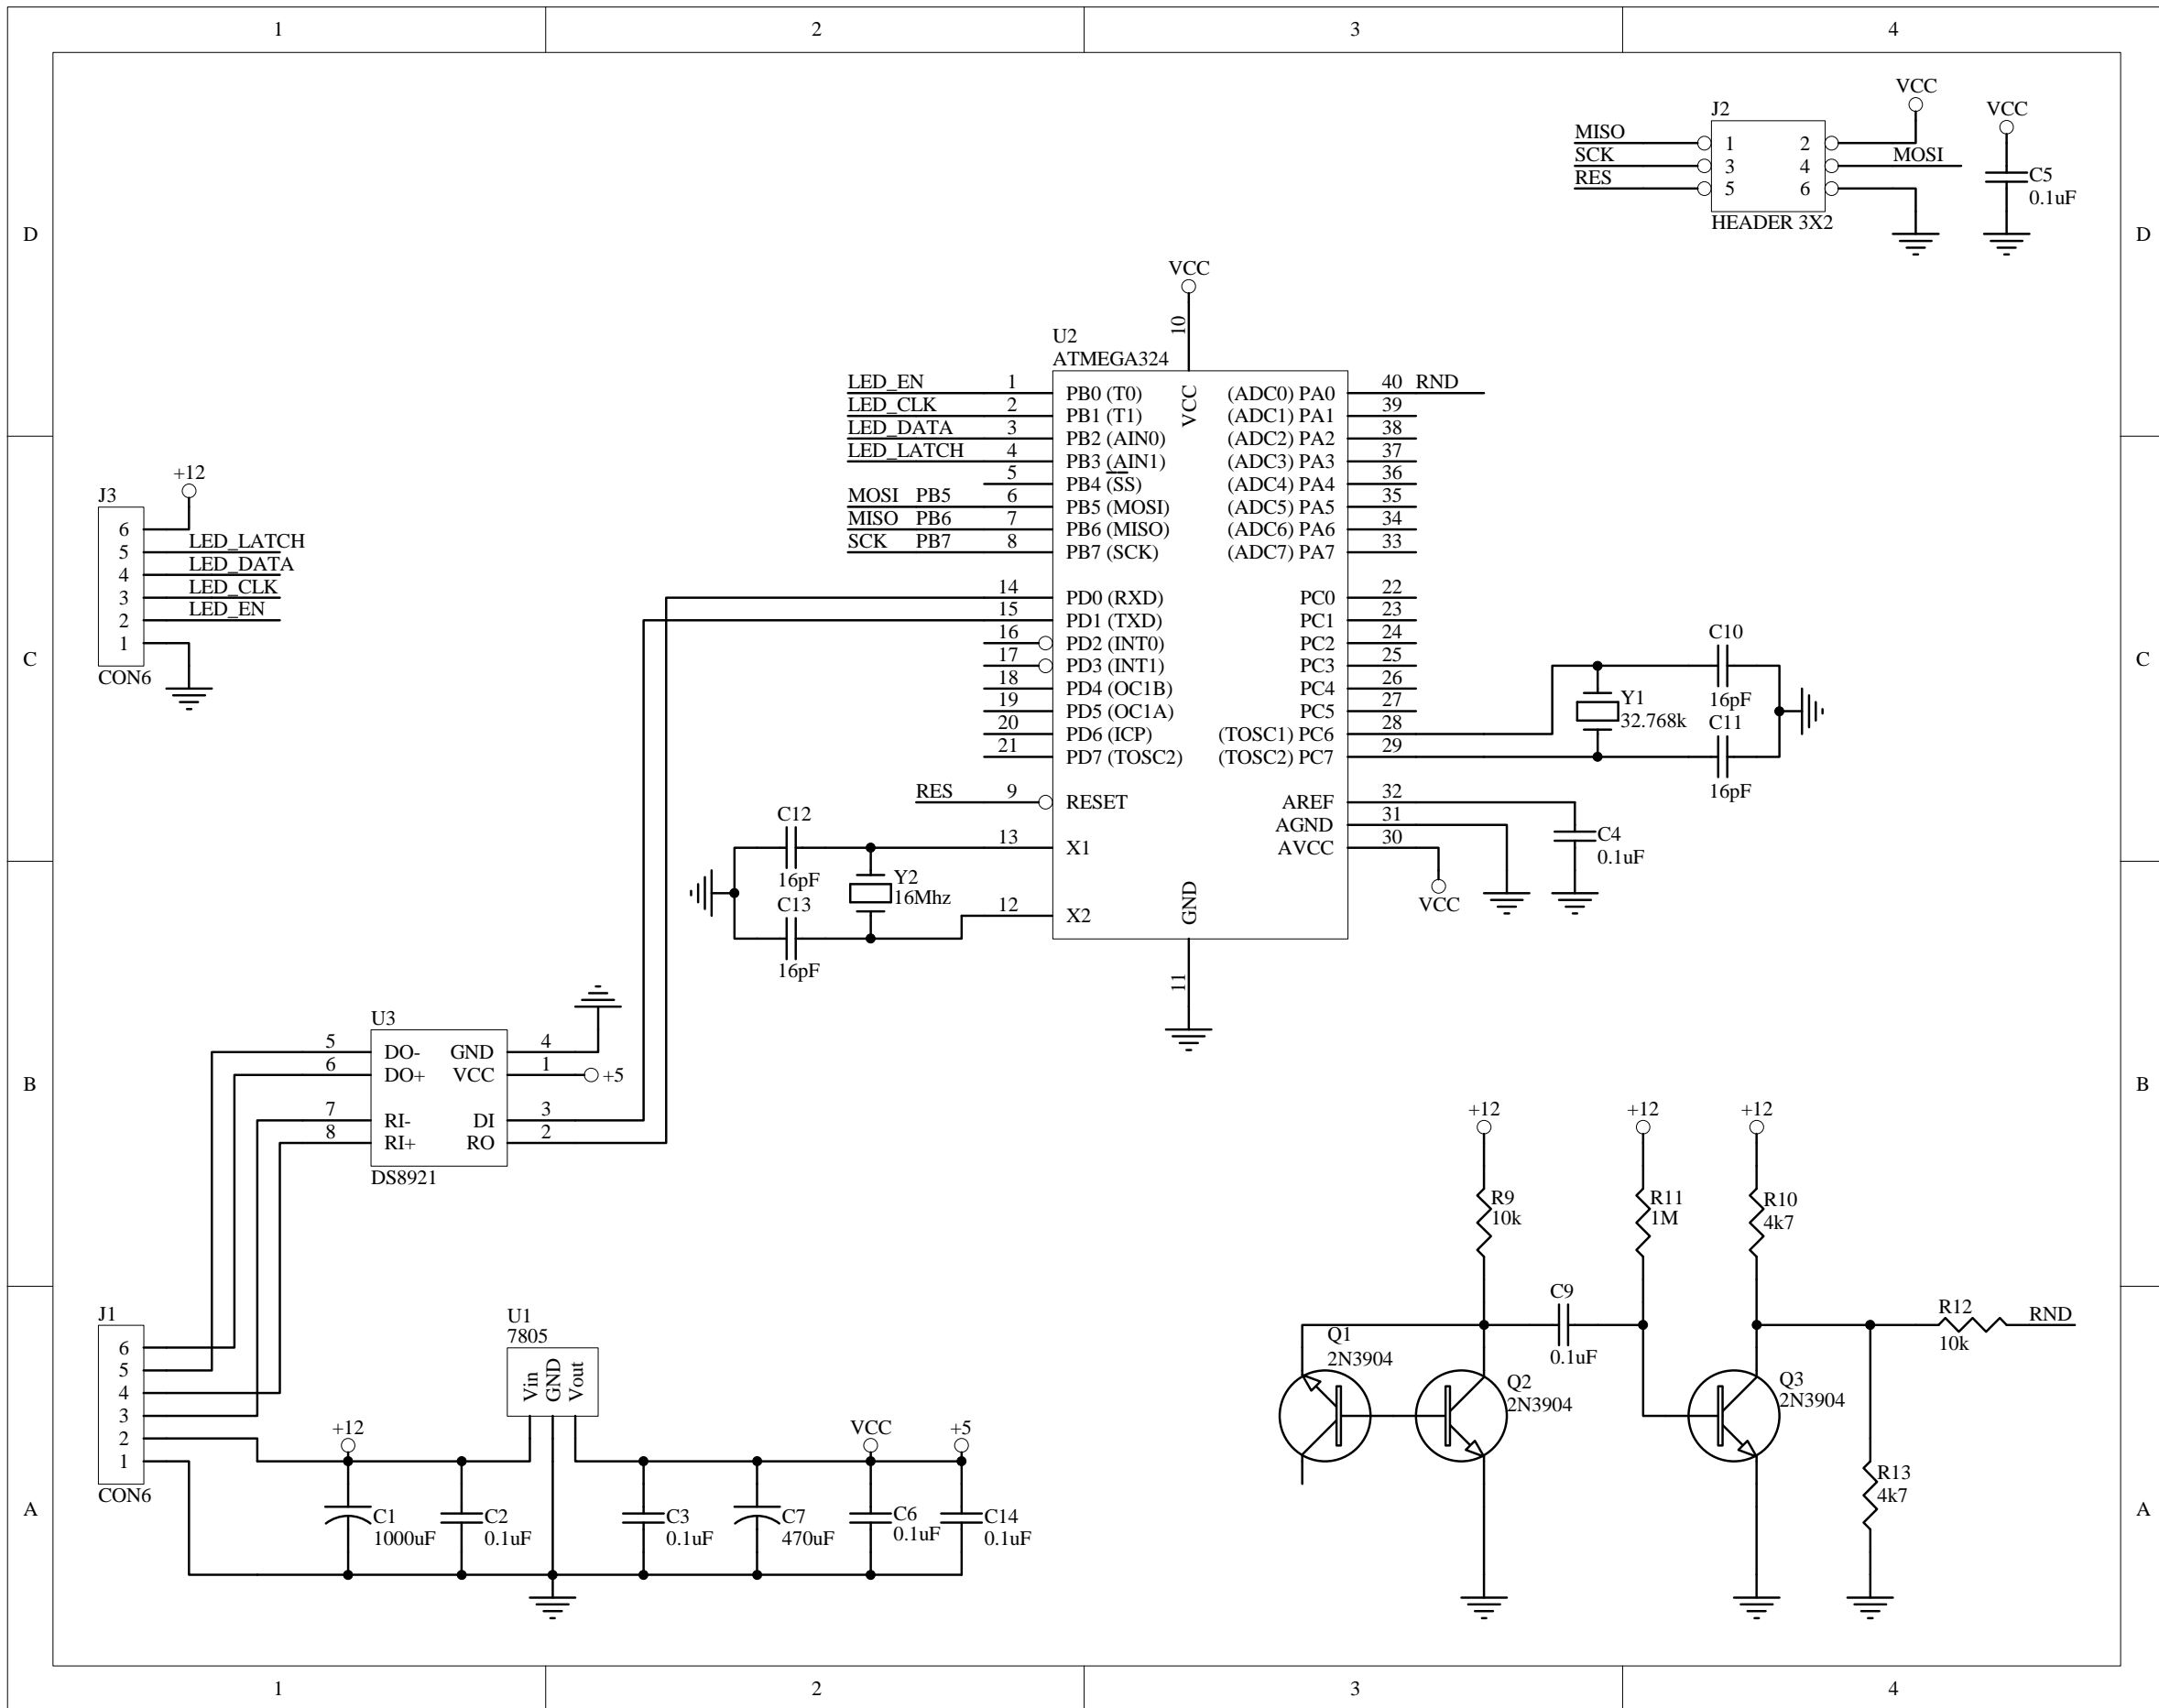 1 2 3 4
D
C
B
A
D
C
B
A
1 2 3 4
J2
MISO
SCK
RES
1 2
3 4
5 6
HEADER 3X2
VCC
MOSI
VCC
C5
0.1uF
VCC
10
U2
ATMEGA324
LED_EN 1 PB0 (T0)
LED_CLK 2 PB1 (T1)
LED_DATA 3 PB2 (AIN0)
LED_LATCH 4 PB3 (AIN1)
5 PB4 (SS)
MOSI PB5 6 PB5 (MOSI)
MISO PB6 7 PB6 (MISO)
SCK PB7 8 PB7 (SCK)
14 PD0 (RXD)
15 PD1 (TXD)
16 PD2 (INT0)
17 PD3 (INT1)
18 PD4 (OC1B)
19 PD5 (OC1A)
20 PD6 (ICP)
21 PD7 (TOSC2)
RES 9 RESET
13 X1
12 X2
VCC
GND
11
(ADC0) PA0 40 RND
(ADC1) PA1 39
(ADC2) PA2 38
(ADC3) PA3 37
(ADC4) PA4 36
(ADC5) PA5 35
(ADC6) PA6 34
(ADC7) PA7 33
PC0 22
PC1 23
PC2 24
PC3 25
PC4 26
PC5 27
(TOSC1) PC6 28
(TOSC2) PC7 29
AREF 32
AGND 31
AVCC 30
VCC
C4
0.1uF
Y1
32.768k
C10
16pF
C11
16pF
C12
16pF
C13
16pF
Y2
16Mhz
+12
J3
6
5 LED_LATCH
4 LED_DATA
3 LED_CLK
2 LED_EN
1
CON6
U3
5 DO- GND 4
6 DO+ VCC 1 +5
7 RI- DI 3
8 RI+ RO 2
DS8921
J1
6
5
4
3
2
1
CON6
U1
7805
Vin
GND
Vout
+12
VCC
+5
C1
1000uF
C2
0.1uF
C3
0.1uF
C7
470uF
C6
0.1uF
C14
0.1uF
+12
R9
10k
+12
R11
1M
+12
R10
4k7
C9
0.1uF
Q1
2N3904
Q2
2N3904
Q3
2N3904
R12
10k
RND
R13
4k7